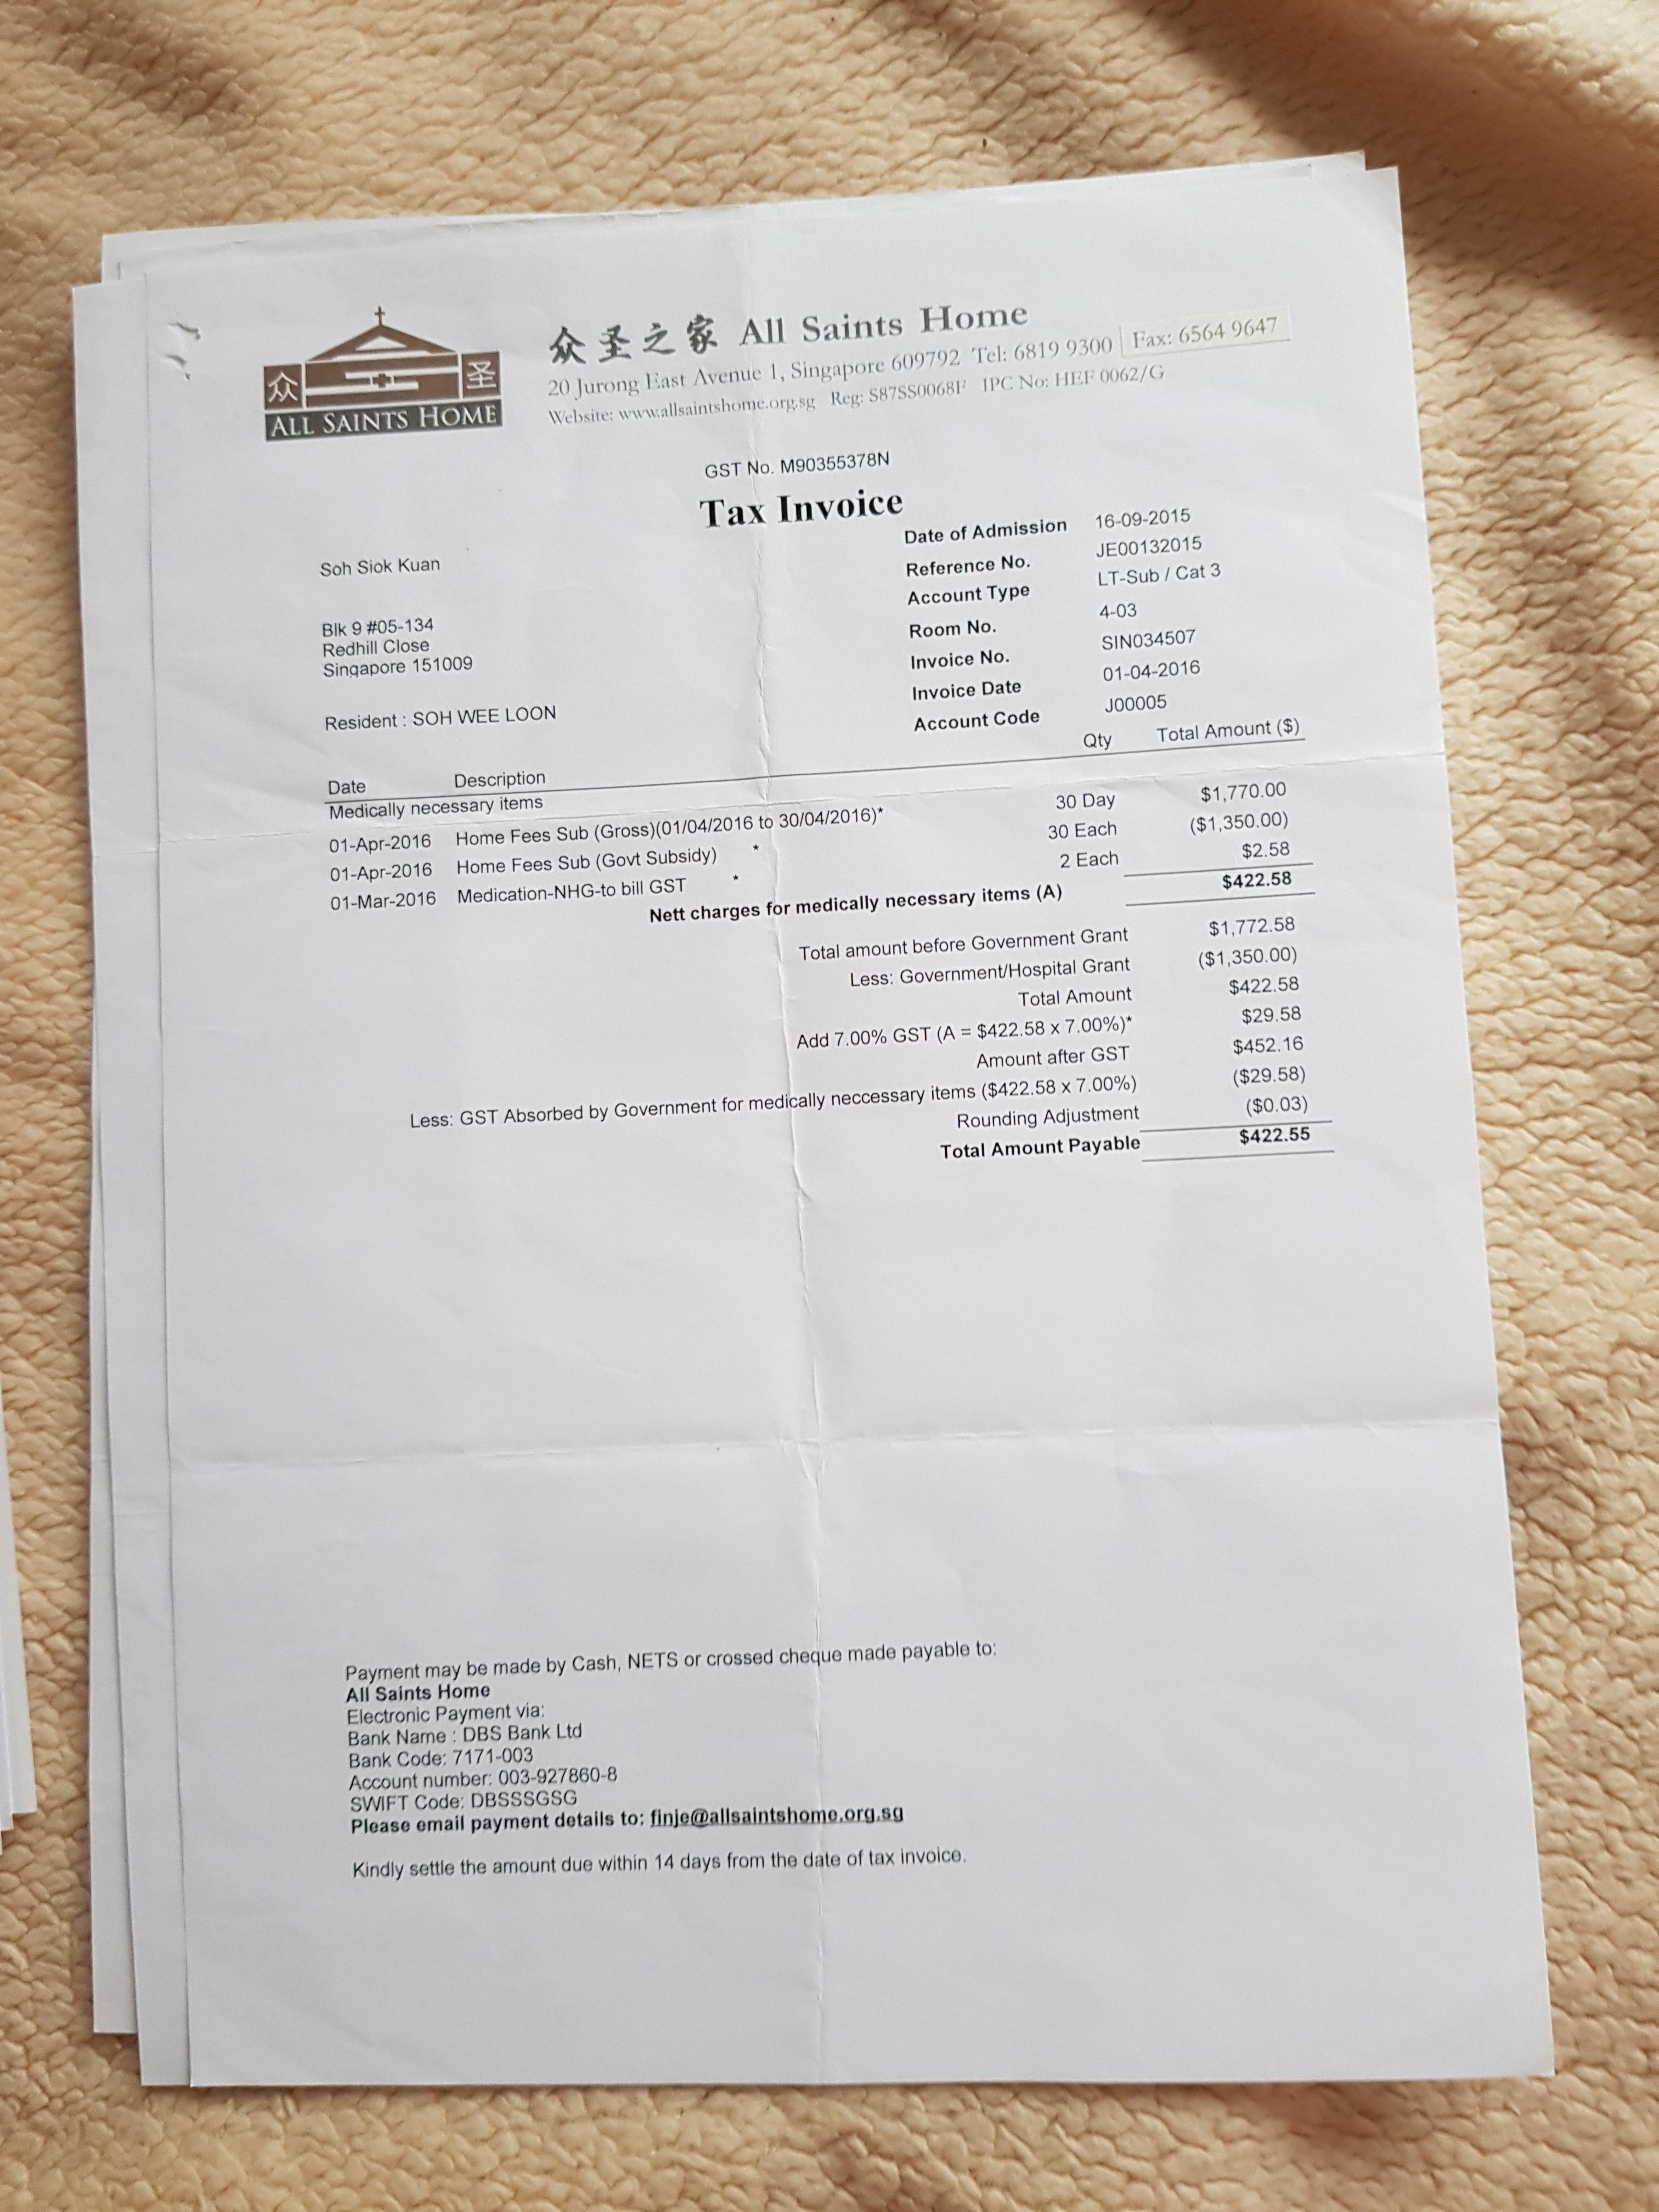 众 圣
ALL SAINTS HOME
众圣之家 All Saints Home
20 Jurong East Avenue 1, Singapore 609792 Tel: 6819 9300 Fax: 6564 9647
Website: www.allsaintshome.org.sg Reg: S87SS0068F IPC No: HEF 0062/G
GST No. M90355378N
Tax Invoice
Soh Siok Kuan
Blk 9 #05-134
Redhill Close
Singapore 151009
Resident : SOH WEE LOON
Date of Admission 16-09-2015
Reference No. JE00132015
Account Type LT-Sub / Cat 3
Room No. 4-03
Invoice No. SIN034507
Invoice Date 01-04-2016
Account Code J00005
Date Description Qty Total Amount ($)
Medically necessary items
01-Apr-2016 Home Fees Sub (Gross)(01/04/2016 to 30/04/2016)* 30 Day $1,770.00
01-Apr-2016 Home Fees Sub (Govt Subsidy) * 30 Each ($1,350.00)
01-Mar-2016 Medication-NHG-to bill GST * 2 Each $2.58
Nett charges for medically necessary items (A) $422.58
Total amount before Government Grant $1,772.58
Less: Government/Hospital Grant ($1,350.00)
Total Amount $422.58
Add 7.00% GST (A = $422.58 x 7.00%)* $29.58
Amount after GST $452.16
Less: GST Absorbed by Government for medically neccessary items ($422.58 x 7.00%) ($29.58)
Rounding Adjustment ($0.03)
Total Amount Payable $422.55
Payment may be made by Cash, NETS or crossed cheque made payable to:
All Saints Home
Electronic Payment via:
Bank Name : DBS Bank Ltd
Bank Code: 7171-003
Account number: 003-927860-8
SWIFT Code: DBSSSGSG
Please email payment details to: finje@allsaintshome.org.sg
Kindly settle the amount due within 14 days from the date of tax invoice.